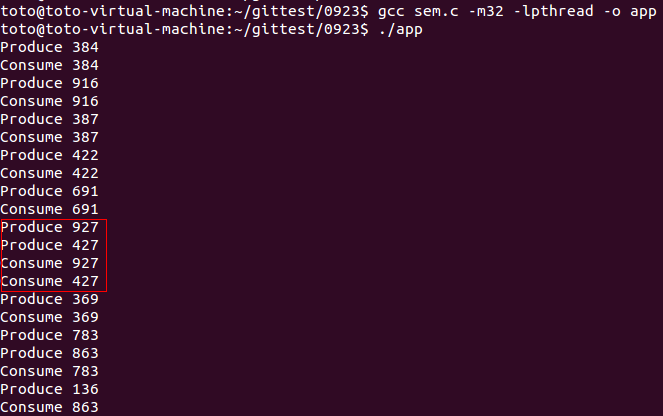 toto@toto-virtual-machine:~/gittest/0923$ gcc sem.c -m32 -lpthread -o app
toto@toto-virtual-machine:~/gittest/0923$ ./app
Produce 384
Consume 384
Produce 916
Consume 916
Produce 387
Consume 387
Produce 422
Consume 422
Produce 691
Consume 691
Produce 927
Produce 427
Consume 927
Consume 427
Produce 369
Consume 369
Produce 783
Produce 863
Consume 783
Produce 136
Consume 863